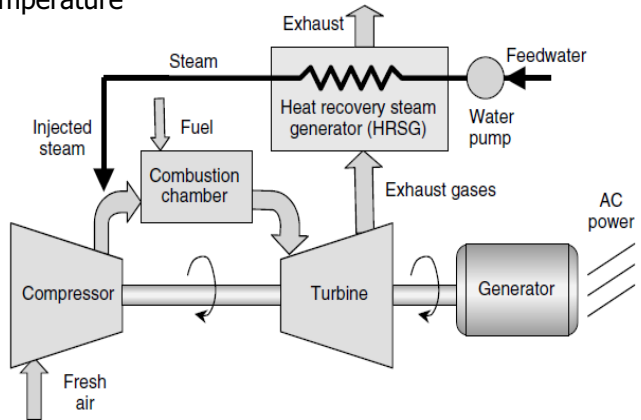 Exhaust
Steam
Feedwater
Heat recovery steam
generator (HRSG)
Water
pump
Injected
steam
Fuel
Combustion
chamber
Exhaust gases
AC
power
Compressor
Turbine
Generator
Fresh
air